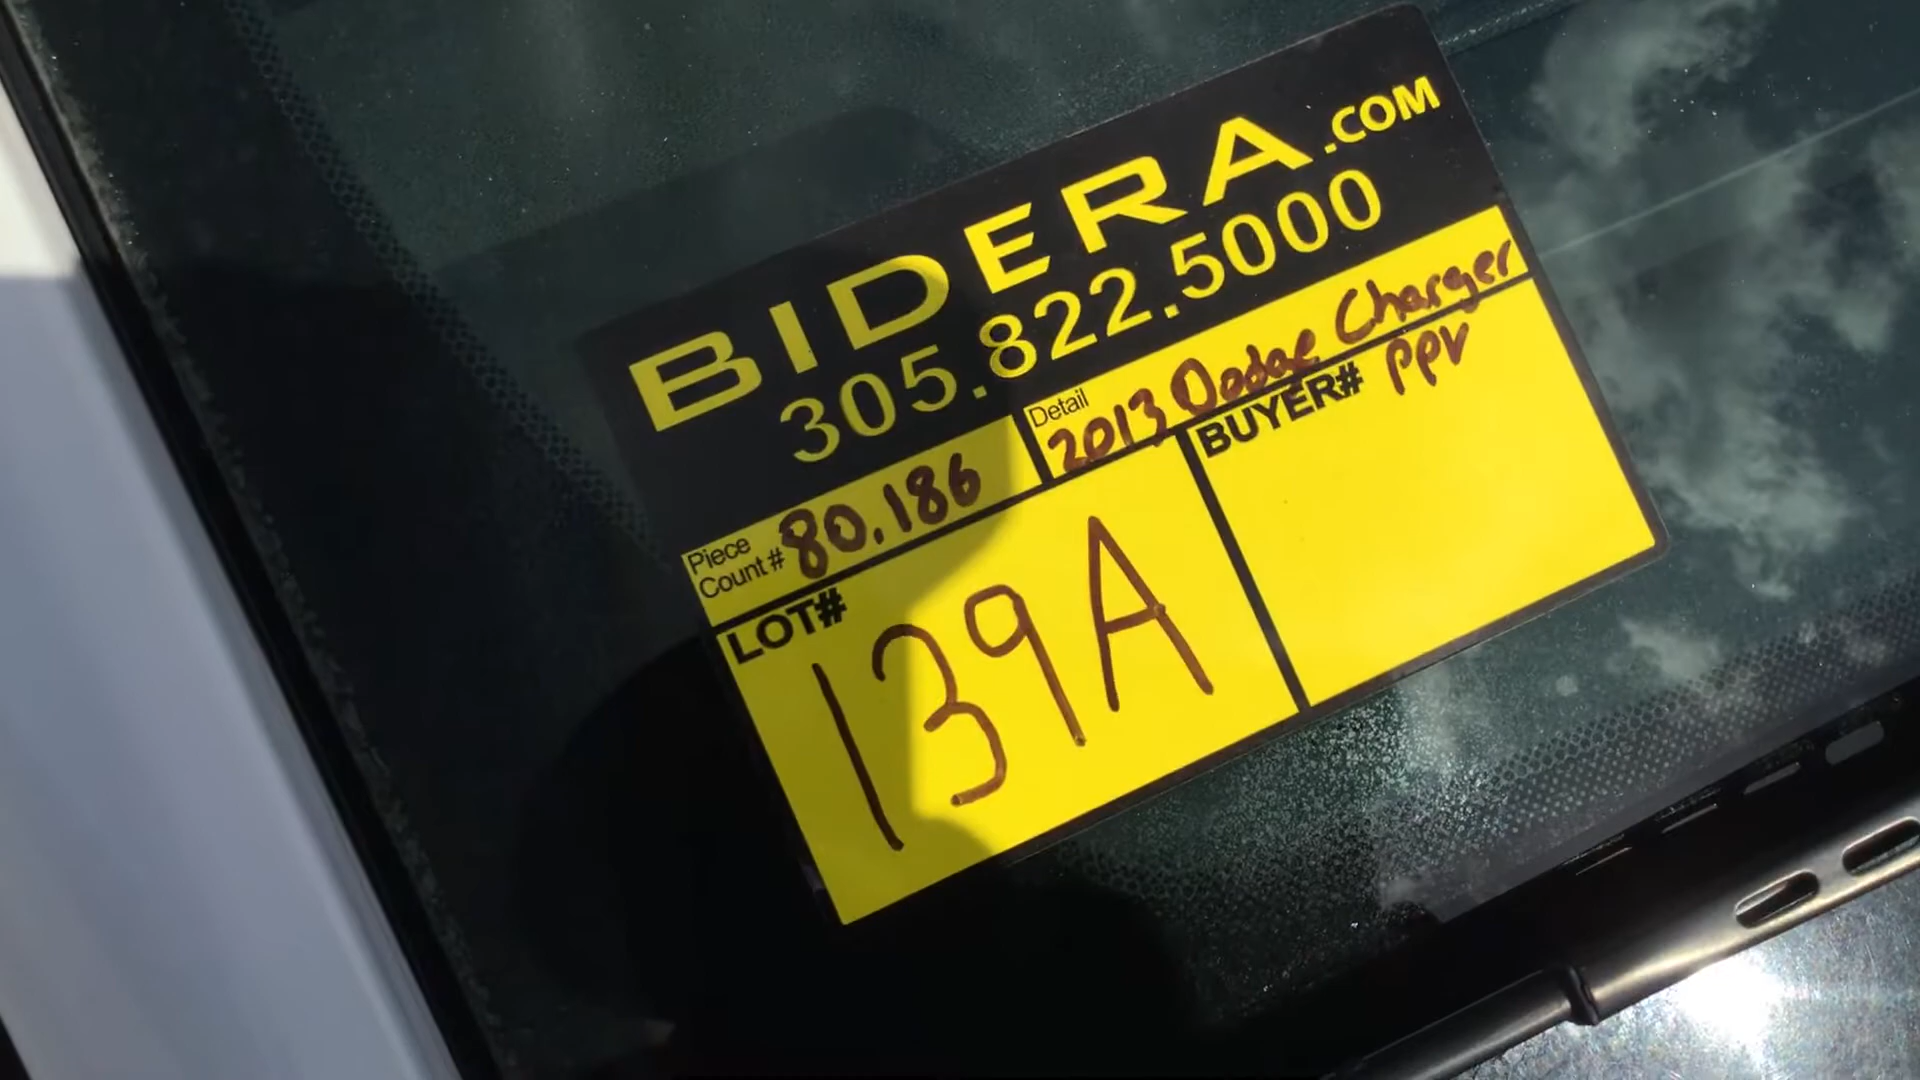 BIDERA.COM
305.822.5000
Piece Count # 80.186
Detail 2013 Dodge Charger PPV
LOT# 139A
BUYER#